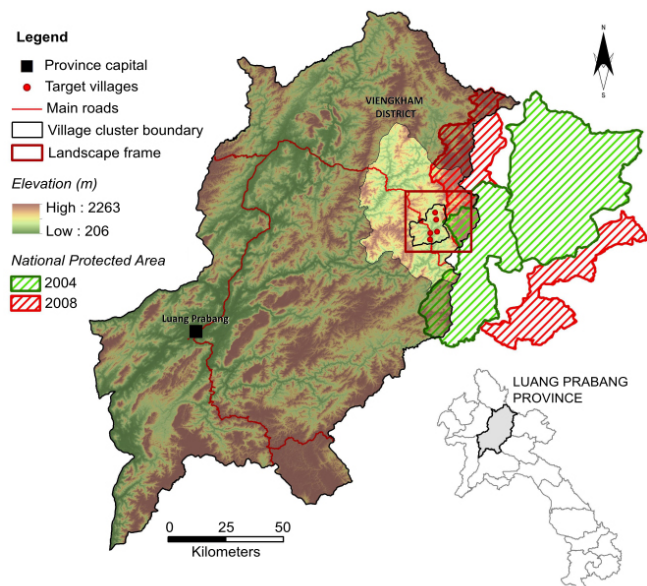 Legend
Province capital
Target villages
Main roads
Village cluster boundary
Landscape frame
Elevation (m)
High : 2263
Low : 206
National Protected Area
2004
2008
VIENGKHAM
DISTRICT
N
S
Luang Prabang
LUANG PRABANG
PROVINCE
0 25 50
Kilometers